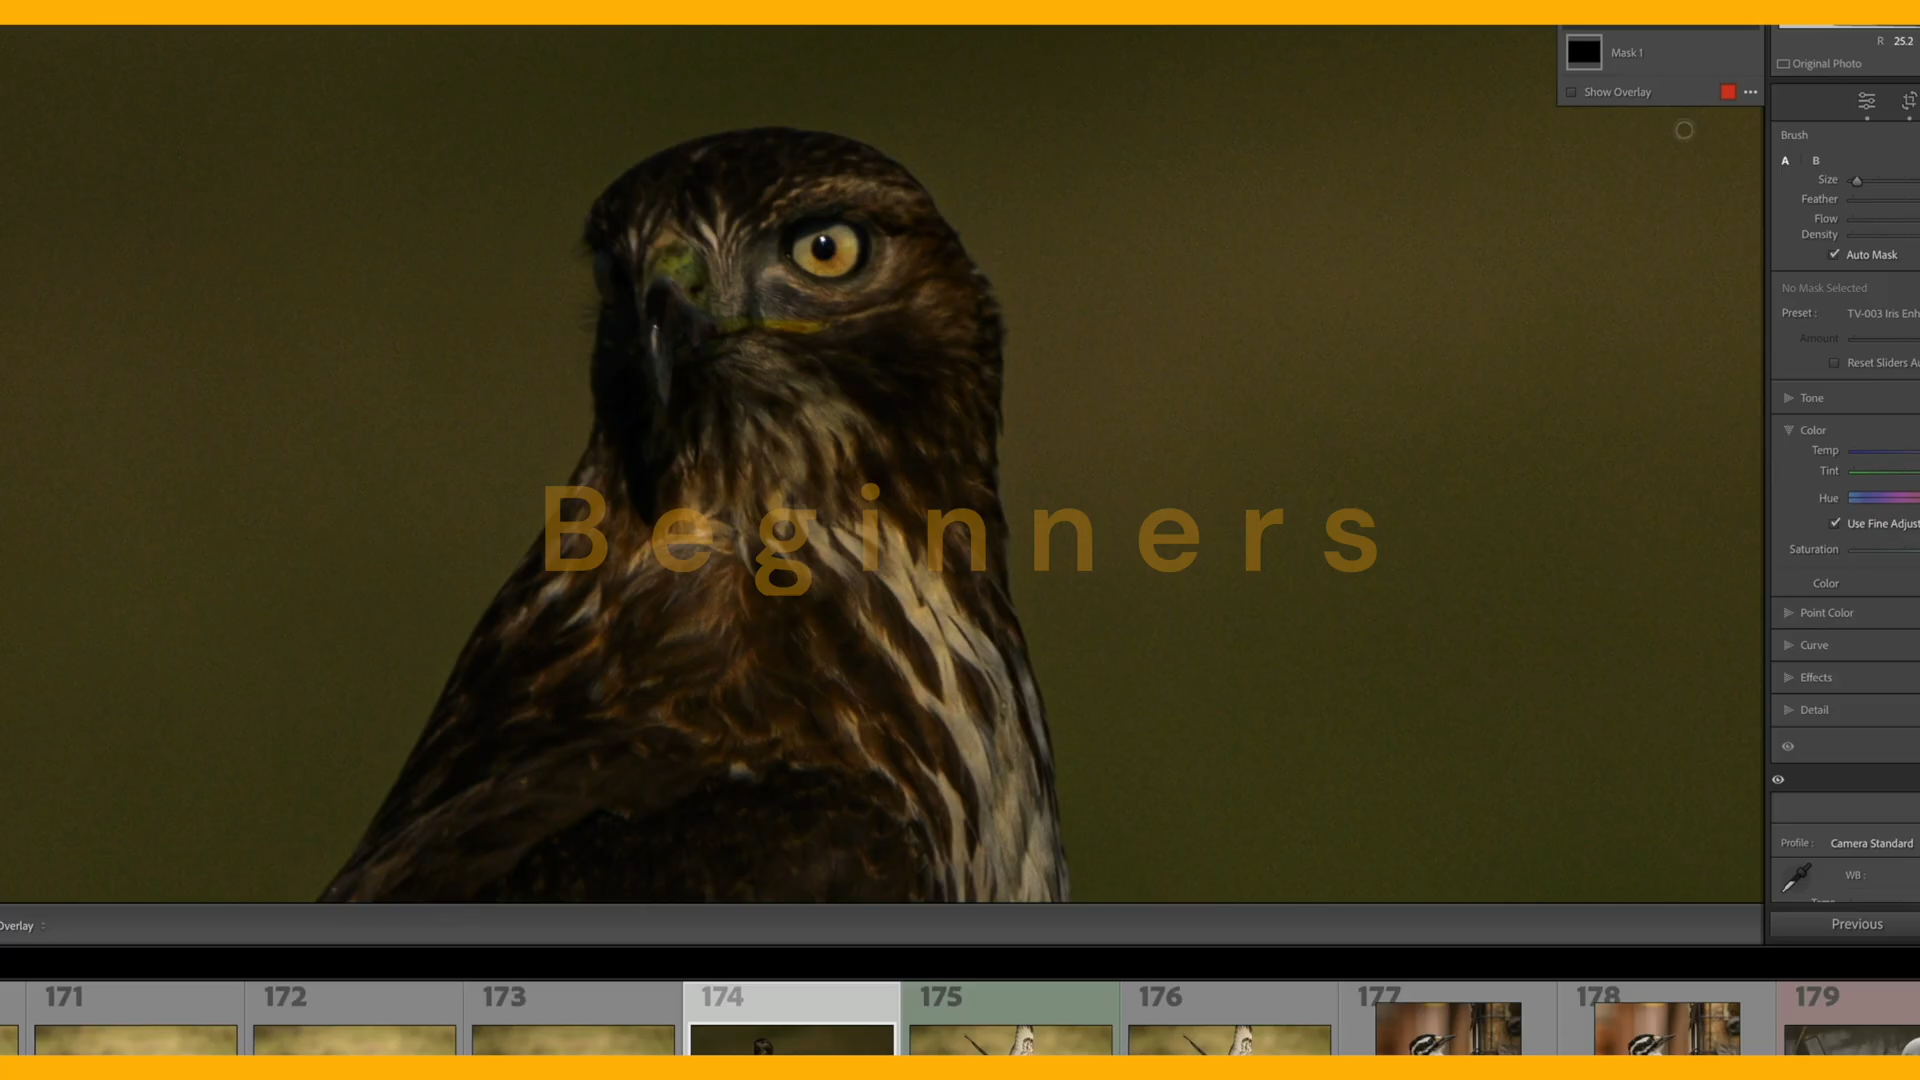 Mask 1
Show Overlay
R 25.2
Original Photo
Brush
A B
Size
Feather
Flow
Density
Auto Mask
No Mask Selected
Preset : TV-003 Iris Enh
Amount
Reset Sliders Au
Tone
Color
Temp
Tint
Hue
Use Fine Adjust
Saturation
Color
Point Color
Curve
Effects
Detail
Beginners
Profile : Camera Standard
WB :
Previous
Overlay :
171 172 173 174 175 176 177 178 179